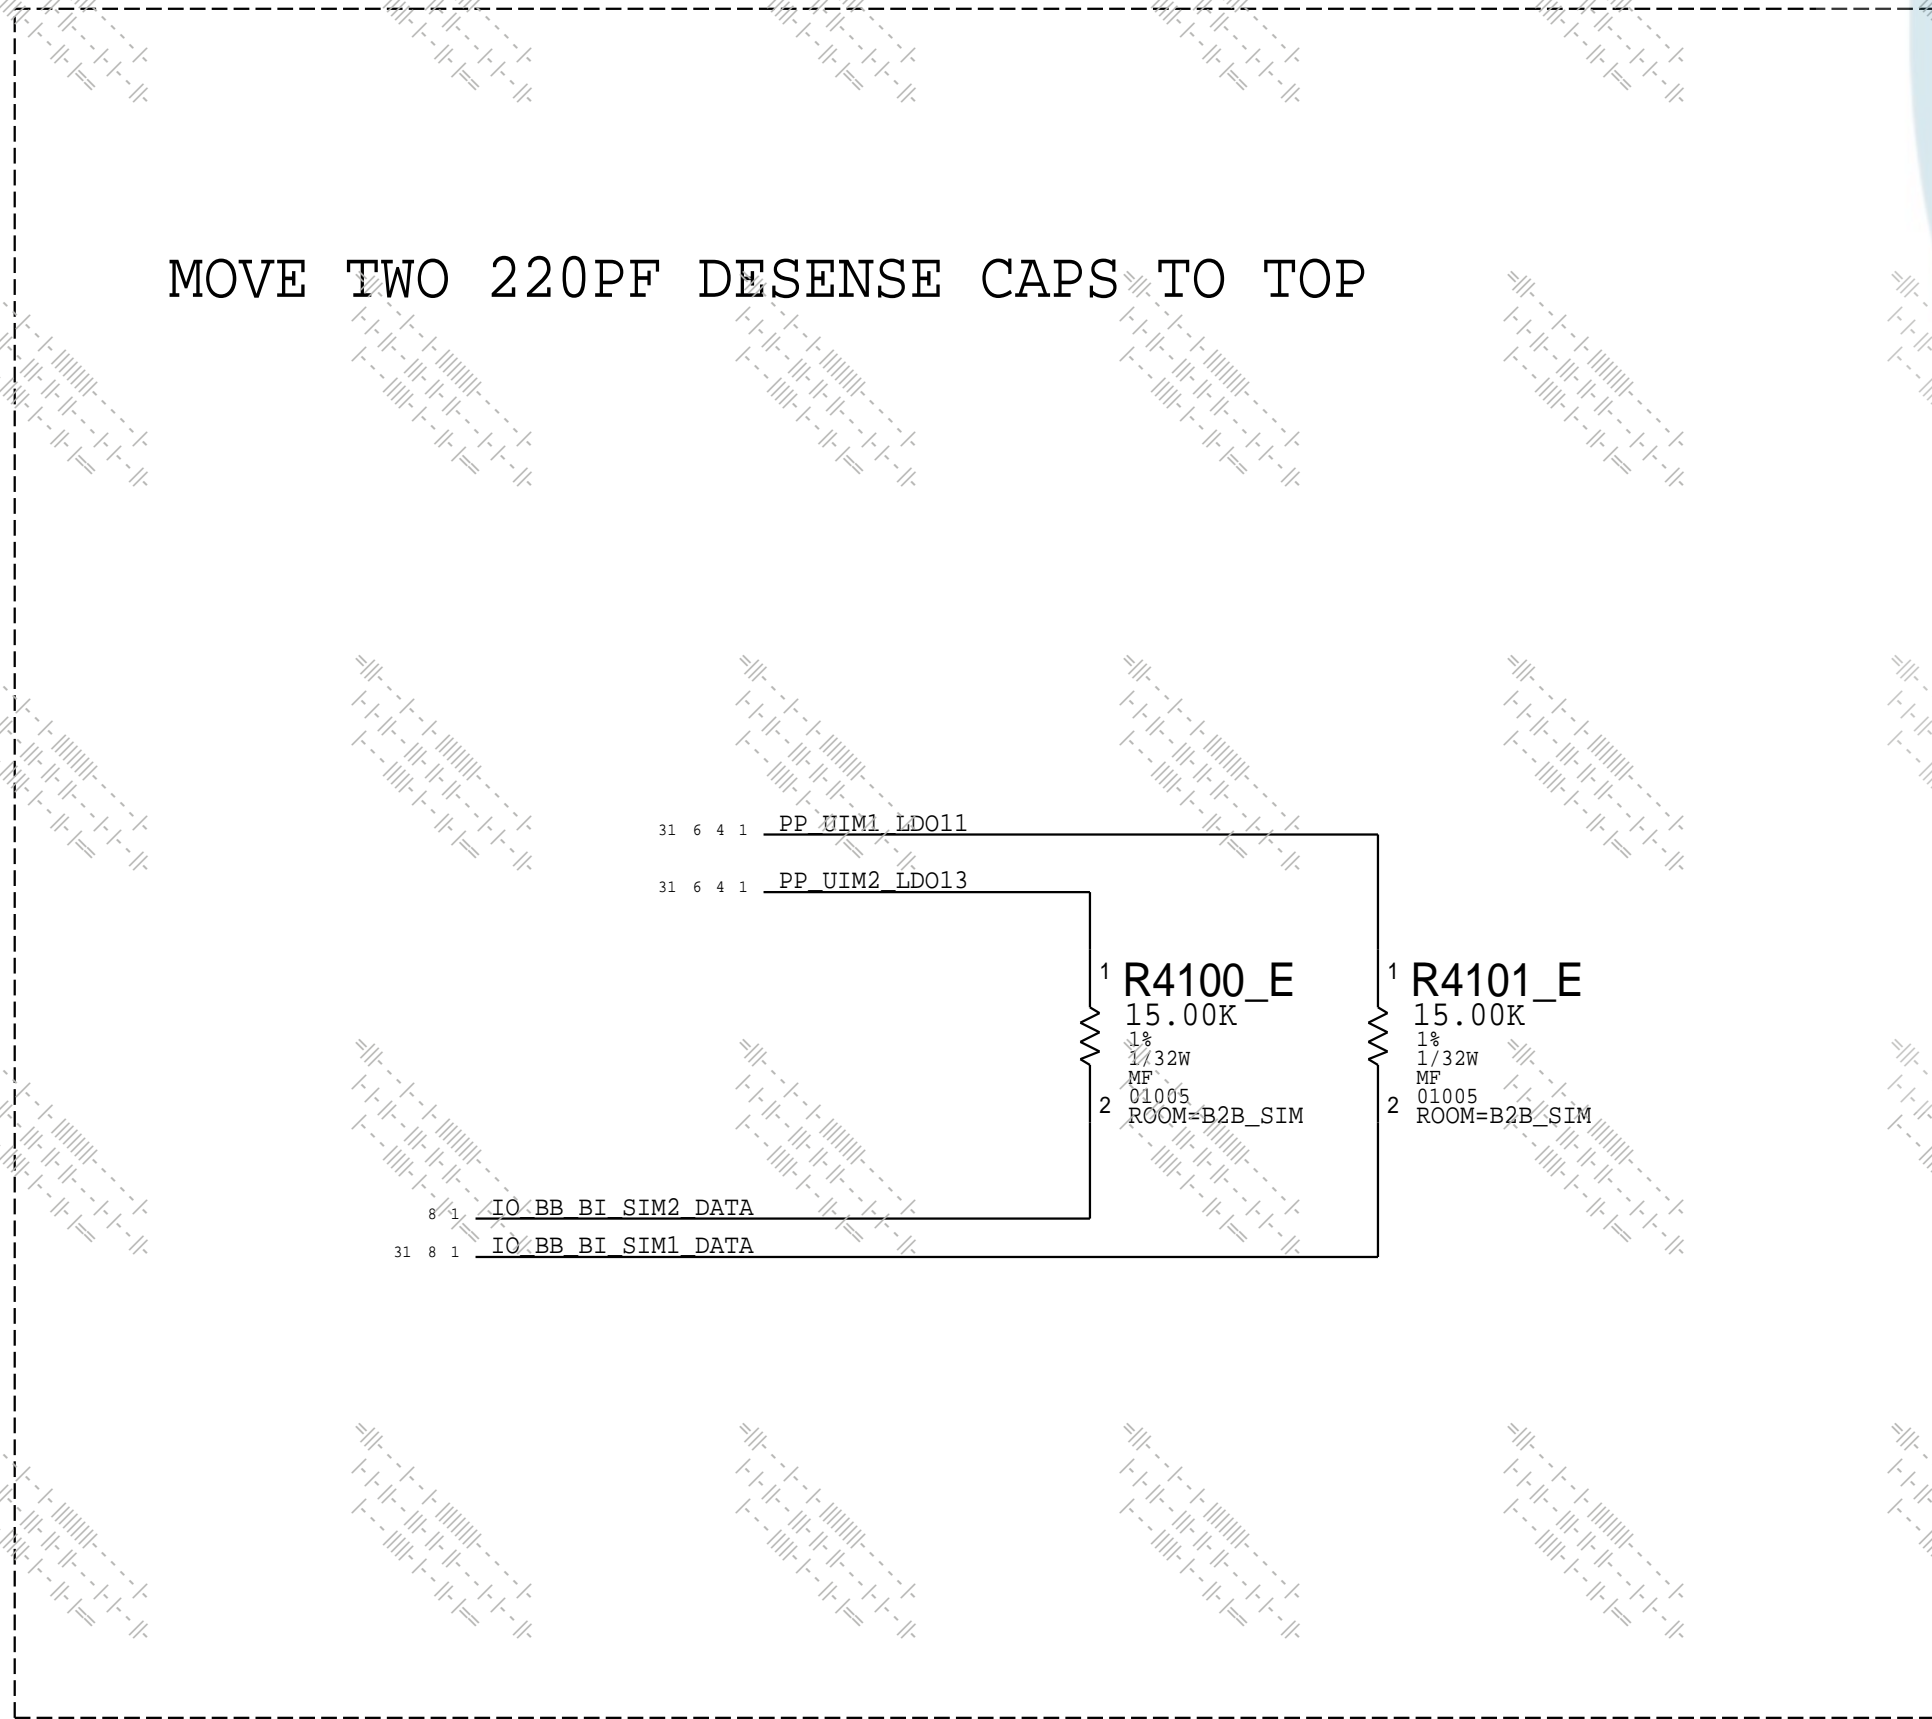 MOVE TWO 220PF DESENSE CAPS TO TOP
31 6 4 1 PP_UIM1_LDO11
31 6 4 1 PP_UIM2_LDO13
1 R4100_E
15.00K
1%
1/32W
MF
01005
2 ROOM=B2B_SIM
1 R4101_E
15.00K
1%
1/32W
MF
01005
2 ROOM=B2B_SIM
8 1 IO_BB_BI_SIM2_DATA
31 8 1 IO_BB_BI_SIM1_DATA